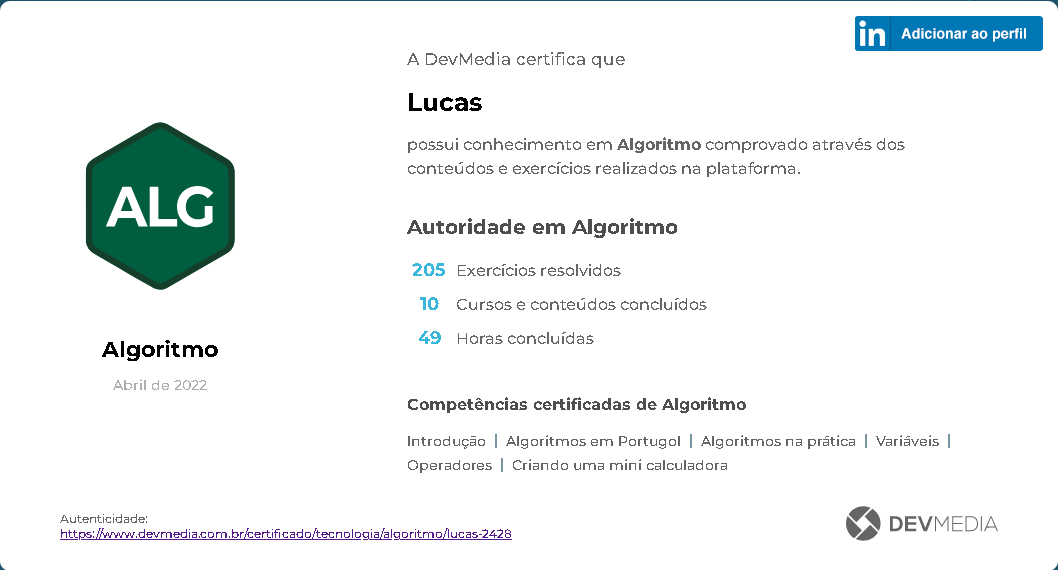 in Adicionar ao perfil
A DevMedia certifica que
Lucas
possui conhecimento em Algoritmo comprovado através dos
conteúdos e exercícios realizados na plataforma.
ALG
Algoritmo
Abril de 2022
Autoridade em Algoritmo
205 Exercícios resolvidos
10 Cursos e conteúdos concluídos
49 Horas concluídas
Competências certificadas de Algoritmo
Introdução | Algoritmos em Portugol | Algoritmos na prática | Variáveis |
Operadores | Criando uma mini calculadora
Autenticidade:
https://www.devmedia.com.br/certificado/tecnologia/algoritmo/lucas-2428
DEVMEDIA